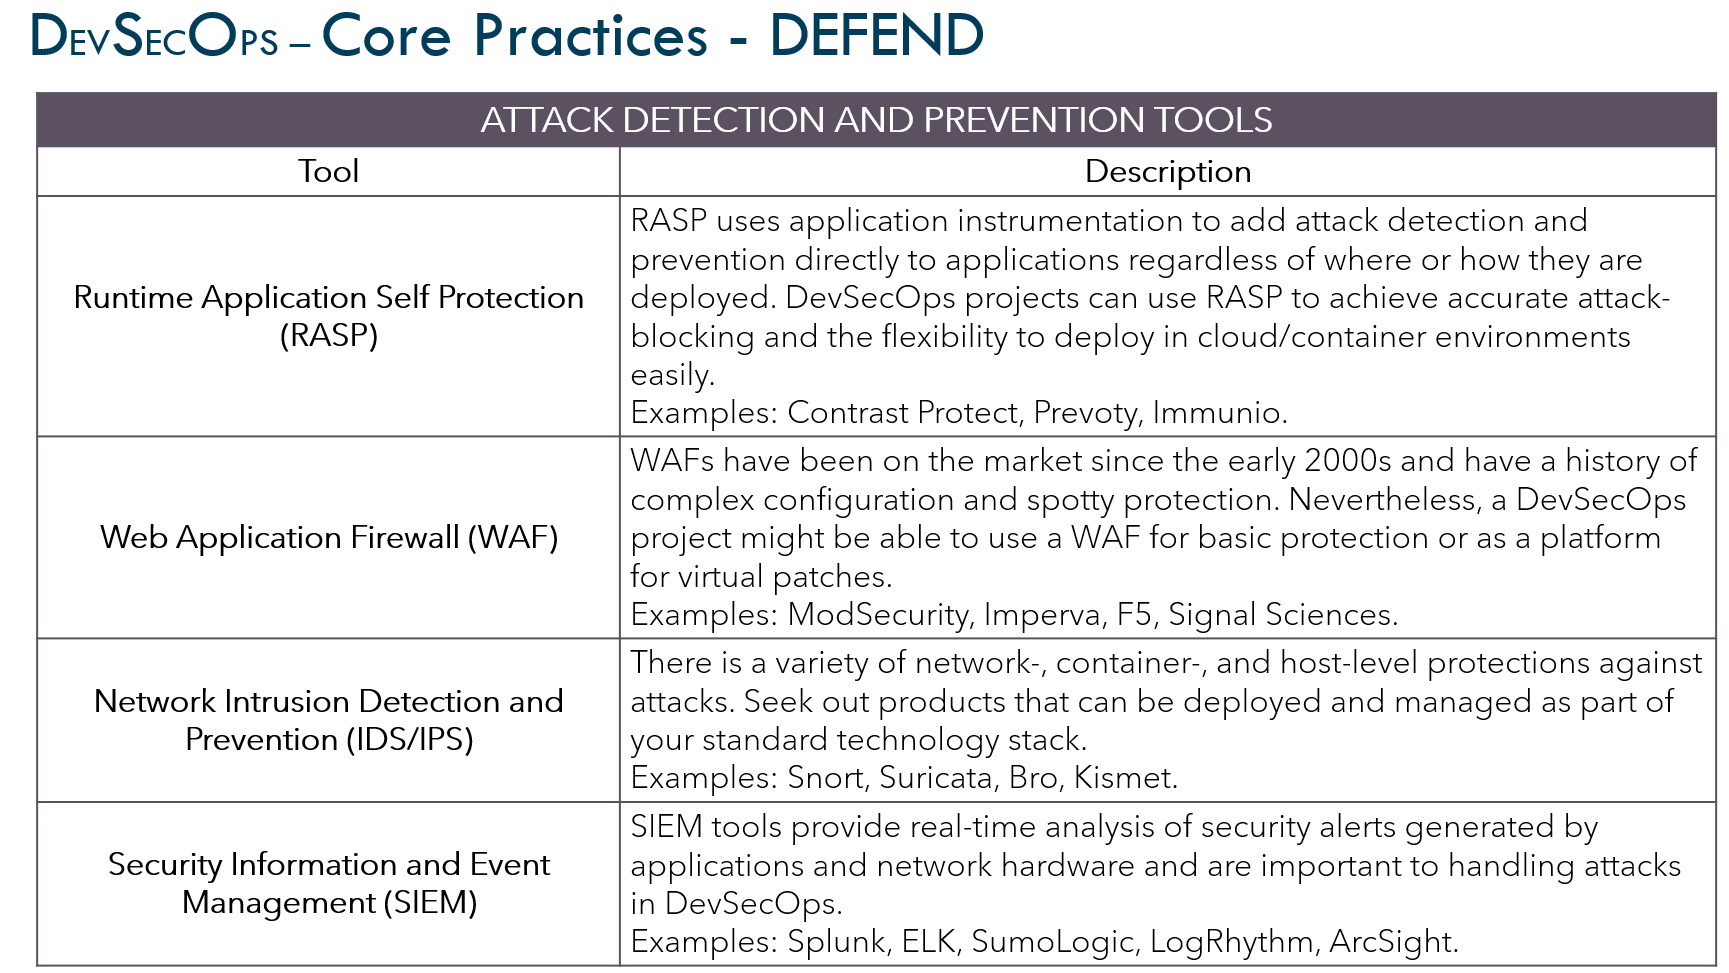 DEVSECOPS – Core Practices - DEFEND
ATTACK DETECTION AND PREVENTION TOOLS
Tool
Description
Runtime Application Self Protection
(RASP)
RASP uses application instrumentation to add attack detection and
prevention directly to applications regardless of where or how they are
deployed. DevSecOps projects can use RASP to achieve accurate attack-
blocking and the flexibility to deploy in cloud/container environments
easily.
Examples: Contrast Protect, Prevoty, Immunio.
Web Application Firewall (WAF)
WAFs have been on the market since the early 2000s and have a history of
complex configuration and spotty protection. Nevertheless, a DevSecOps
project might be able to use a WAF for basic protection or as a platform
for virtual patches.
Examples: ModSecurity, Imperva, F5, Signal Sciences.
Network Intrusion Detection and
Prevention (IDS/IPS)
There is a variety of network-, container-, and host-level protections against
attacks. Seek out products that can be deployed and managed as part of
your standard technology stack.
Examples: Snort, Suricata, Bro, Kismet.
Security Information and Event
Management (SIEM)
SIEM tools provide real-time analysis of security alerts generated by
applications and network hardware and are important to handling attacks
in DevSecOps.
Examples: Splunk, ELK, SumoLogic, LogRhythm, ArcSight.